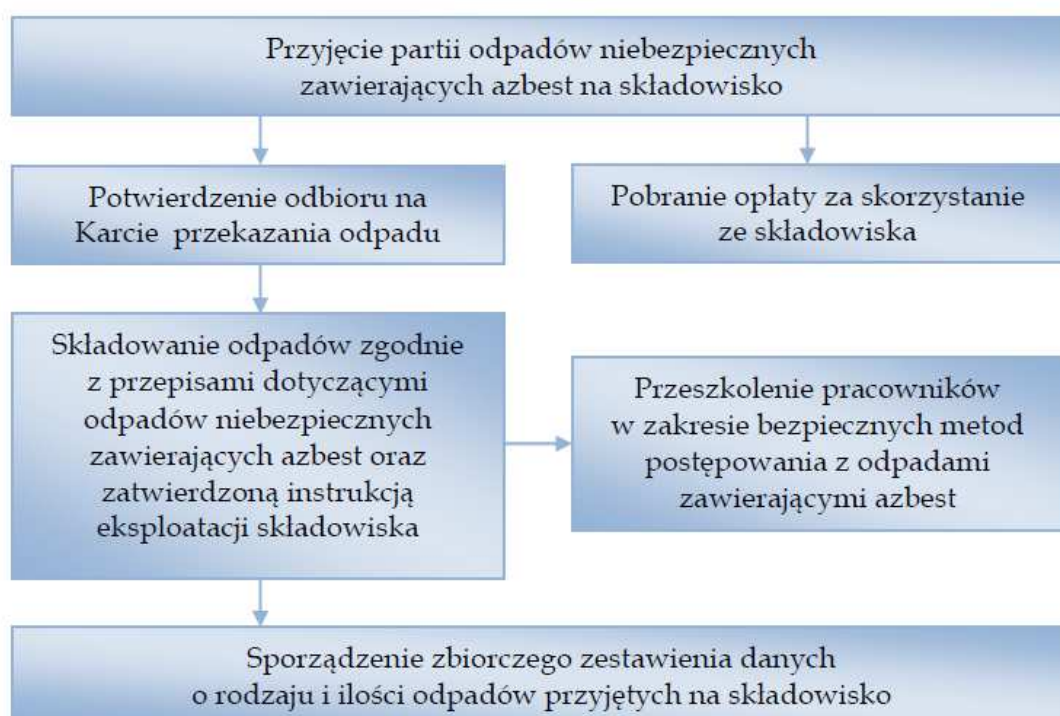 Przyjęcie partii odpadów niebezpiecznych
zawierających azbest na składowisko
Potwierdzenie odbioru na
Karcie przekazania odpadu
Pobranie opłaty za skorzystanie
ze składowiska
Składowanie odpadów zgodnie
z przepisami dotyczącymi
odpadów niebezpiecznych
zawierających azbest oraz
zatwierdzoną instrukcją
eksploatacji składowiska
Przeszkolenie pracowników
w zakresie bezpiecznych metod
postępowania z odpadami
zawierającymi azbest
Sporządzenie zbiorczego zestawienia danych
o rodzaju i ilości odpadów przyjętych na składowisko